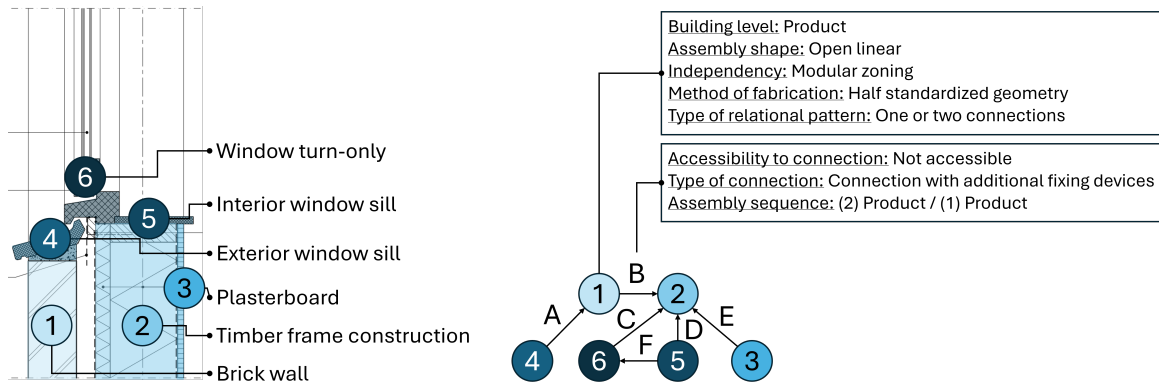 6
Window turn-only
5
Interior window sill
4
Exterior window sill
3
Plasterboard
2
Timber frame construction
1
Brick wall
Building level: Product
Assembly shape: Open linear
Independency: Modular zoning
Method of fabrication: Half standardized geometry
Type of relational pattern: One or two connections
Accessibility to connection: Not accessible
Type of connection: Connection with additional fixing devices
Assembly sequence: (2) Product / (1) Product
1 B 2
A C D E
4 6 F 5 3